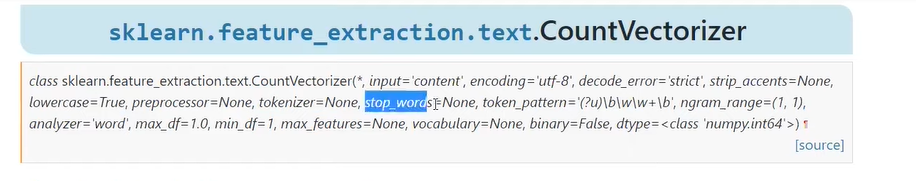 sklearn.feature_extraction.text.CountVectorizer
class sklearn.feature_extraction.text.CountVectorizer(*, input='content', encoding='utf-8', decode_error='strict', strip_accents=None,
lowercase=True, preprocessor=None, tokenizer=None, stop_words=None, token_pattern='(?u)\b\w\w+\b', ngram_range=(1, 1),
analyzer='word', max_df=1.0, min_df=1, max_features=None, vocabulary=None, binary=False, dtype=<class 'numpy.int64'>) ¶
[source]